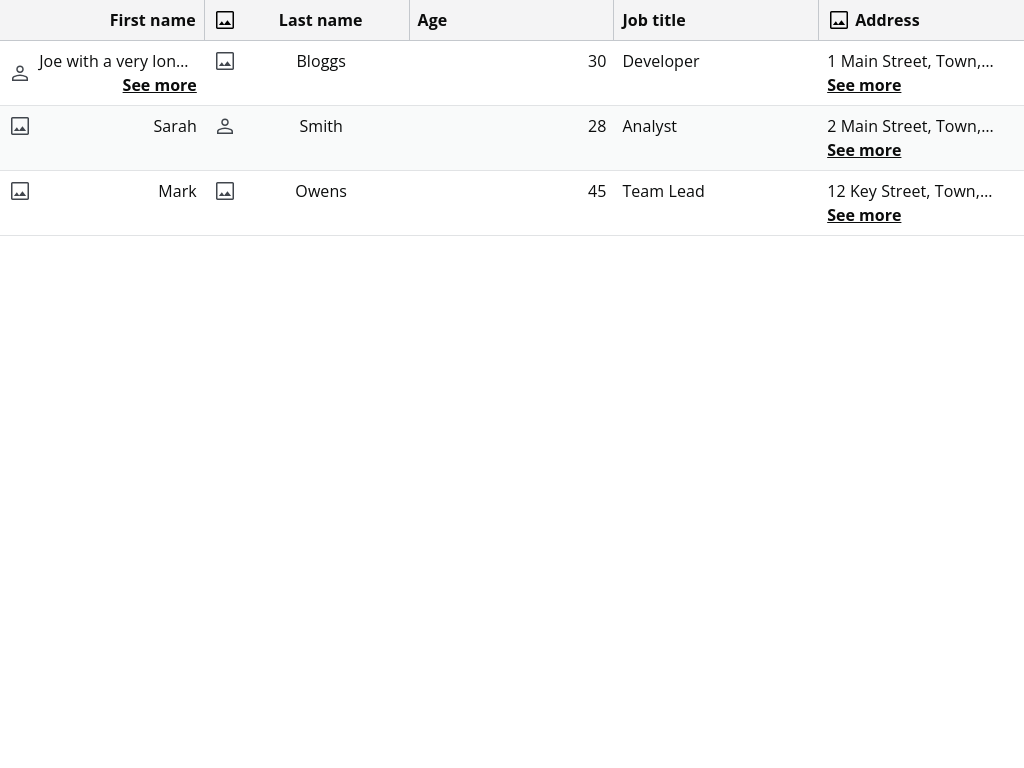 First name Last name Age Job title Address
Joe with a very lon... Bloggs 30 Developer 1 Main Street, Town,...
See more See more
Sarah Smith 28 Analyst 2 Main Street, Town,...
See more
Mark Owens 45 Team Lead 12 Key Street, Town,...
See more